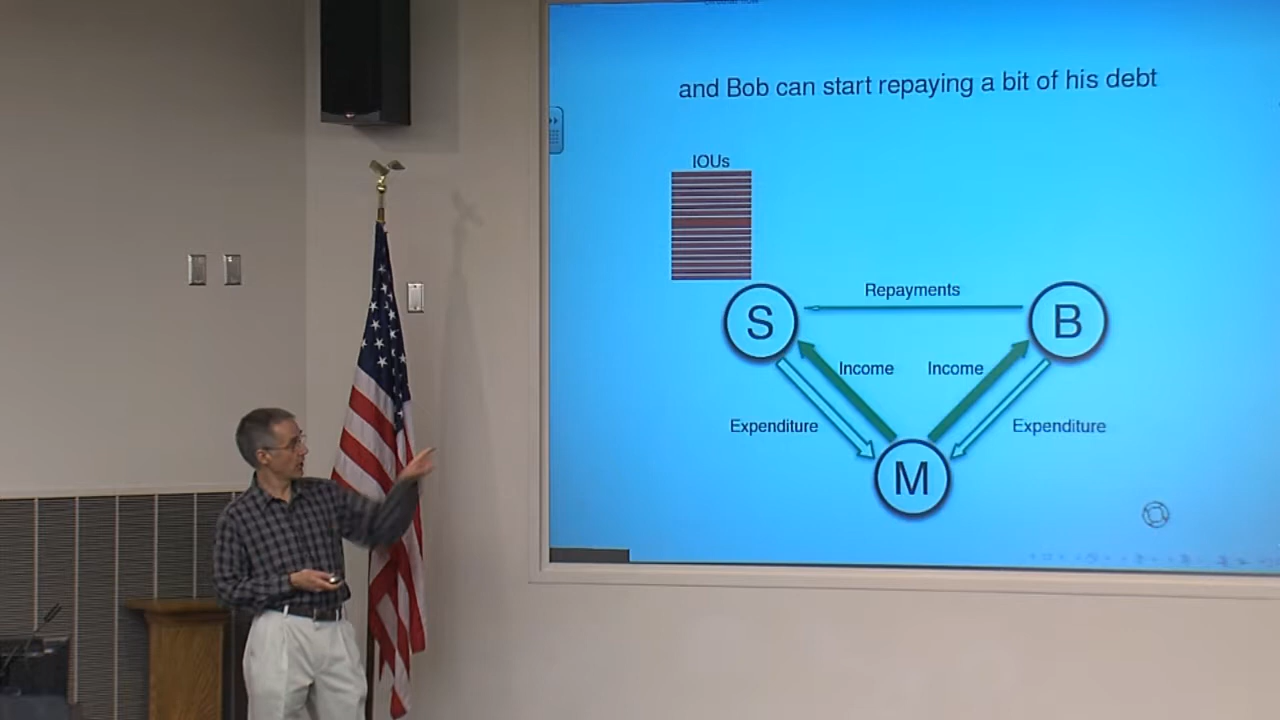 and Bob can start repaying a bit of his debt
IOUs
Repayments
S
B
Income
Income
Expenditure
Expenditure
M